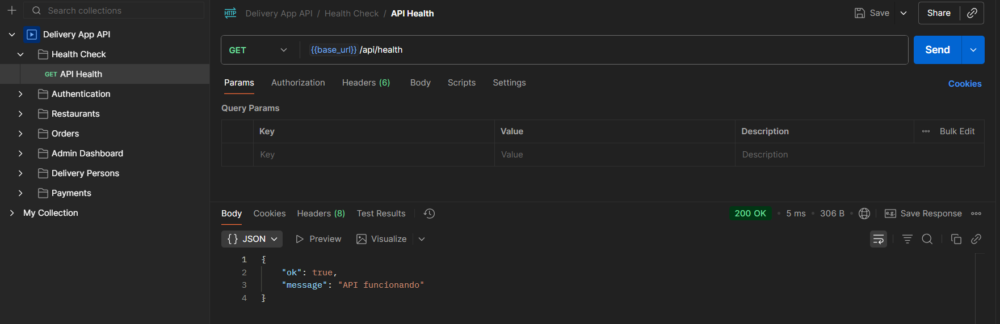 Search collections
Delivery App API
Health Check
GET API Health
Authentication
Restaurants
Orders
Admin Dashboard
Delivery Persons
Payments
My Collection
HTTP Delivery App API / Health Check / API Health
Save
Share
GET
{{base_url}} /api/health
Send
Params Authorization Headers (6) Body Scripts Settings
Cookies
Query Params
Key Value Description Bulk Edit
Key Value Description
Body Cookies Headers (8) Test Results
200 OK • 5 ms • 306 B •
e.g. Save Response
{} JSON Preview Visualize
1 {
2 "ok": true,
3 "message": "API funcionando"
4 }